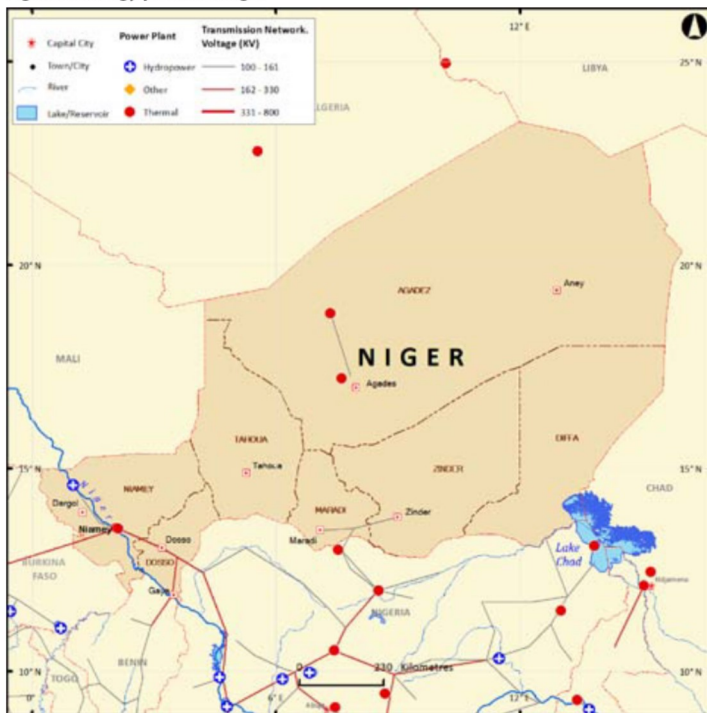 12° E
Capital City
Town/City
River
Lake/Reservoir
Power Plant
Hydropower
Other
Thermal
Transmission Network.
Voltage (KV)
100 - 161
162 - 330
331 - 800
25° N
LIBYA
ALGERIA
20° N
20° N
AGADEZ
Aney
MALI
NIGER
Agades
TAHOUA
DIFFA
ZINDER
15° N
15° N
Tahoua
NIAMEY
CHAD
MARADI
Niger
Dargol
Zinder
Niamey
Maradi
Dosso
Lake
Chad
BURKINA
FASO
DOSSO
Gaya
Ndjamena
NIGERIA
BENIN
TOGO
10° N
0
230 Kilometres
10° N
0°
6° E
12° E